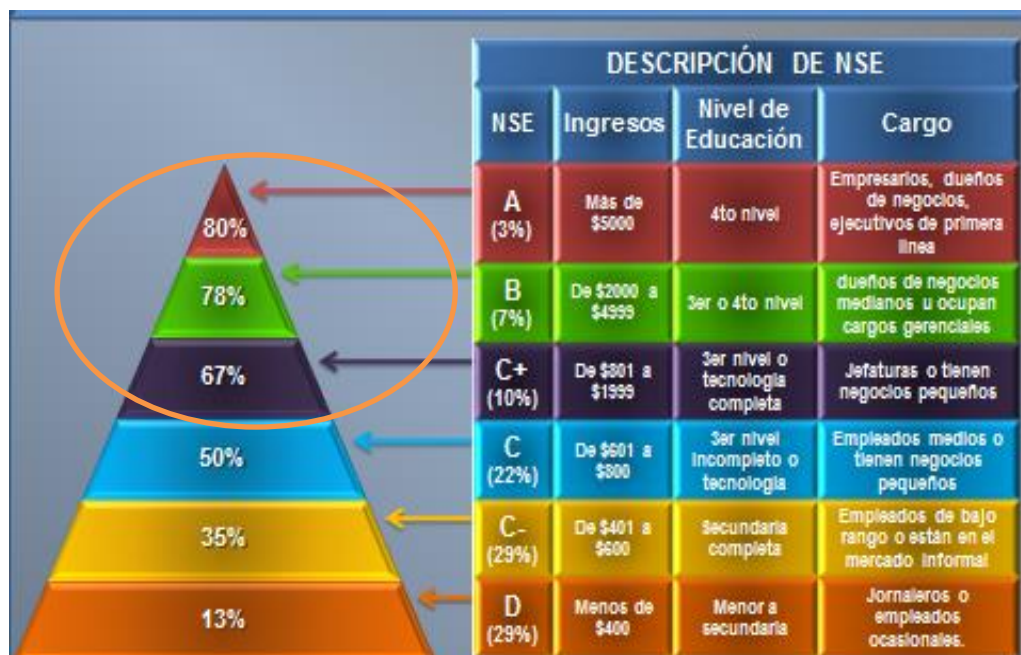 DESCRIPCIÓN DE NSE
NSE
Ingresos
Nivel de
Educación
Cargo
80%
A
(3%)
Más de
$5000
4to nivel
Empresarios, dueños
de negocios,
ejecutivos de primera
linea
78%
B
(7%)
De $2000 a
$4999
3er o 4to nivel
dueños de negocios
medianos u ocupan
cargos gerenciales
67%
C+
(10%)
De $801 a
$1999
3er nivel o
tecnologia
completa
Jefaturas o tienen
negocios pequeños
50%
C
(22%)
De $601 a
$800
3er nivel
incompleto o
tecnologia
Empleados medios o
tienen negocios
pequeños
35%
C-
(29%)
De $401 a
$600
Secundaria
completa
Empleados de bajo
rango o están en el
mercado informal
13%
D
(29%)
Menos de
$400
Menor a
secundaria
Jornaleros o
empleados
ocasionales.